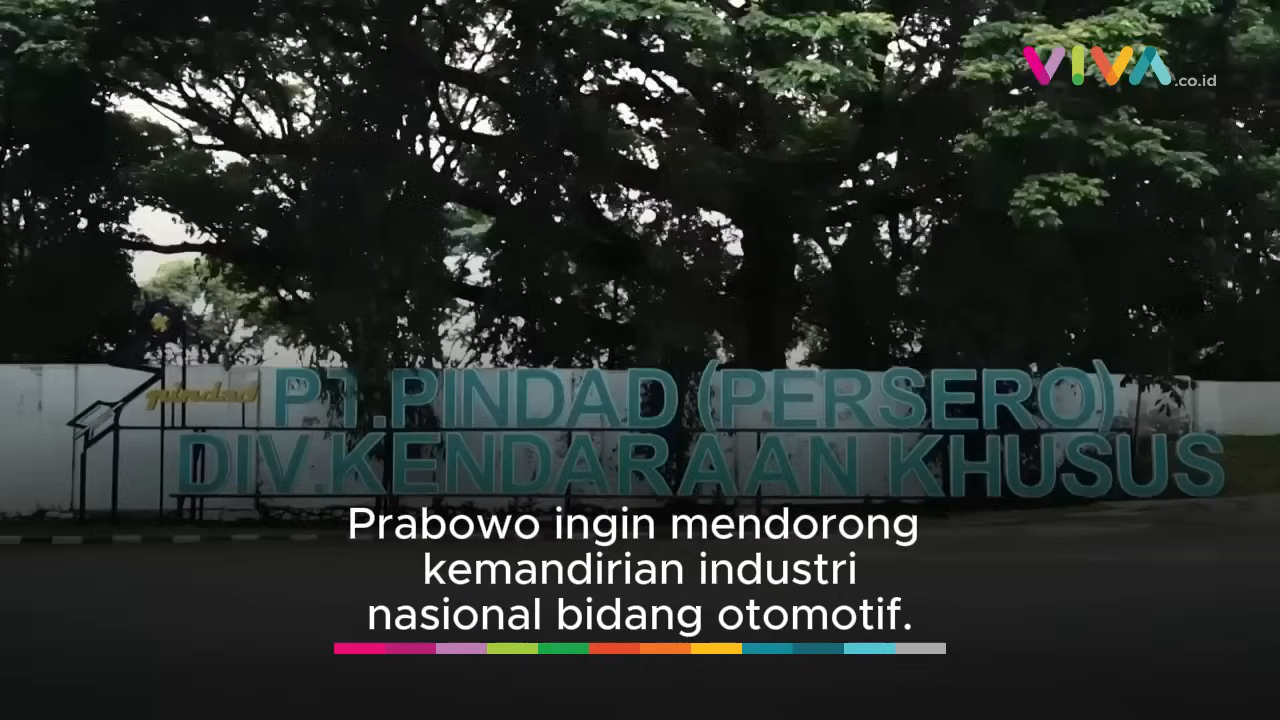 VIVA.co.id
pindad
PT.PINDAD (PERSERO)
DIV.KENDARAAN KHUSUS
Prabowo ingin mendorong
kemandirian industri
nasional bidang otomotif.